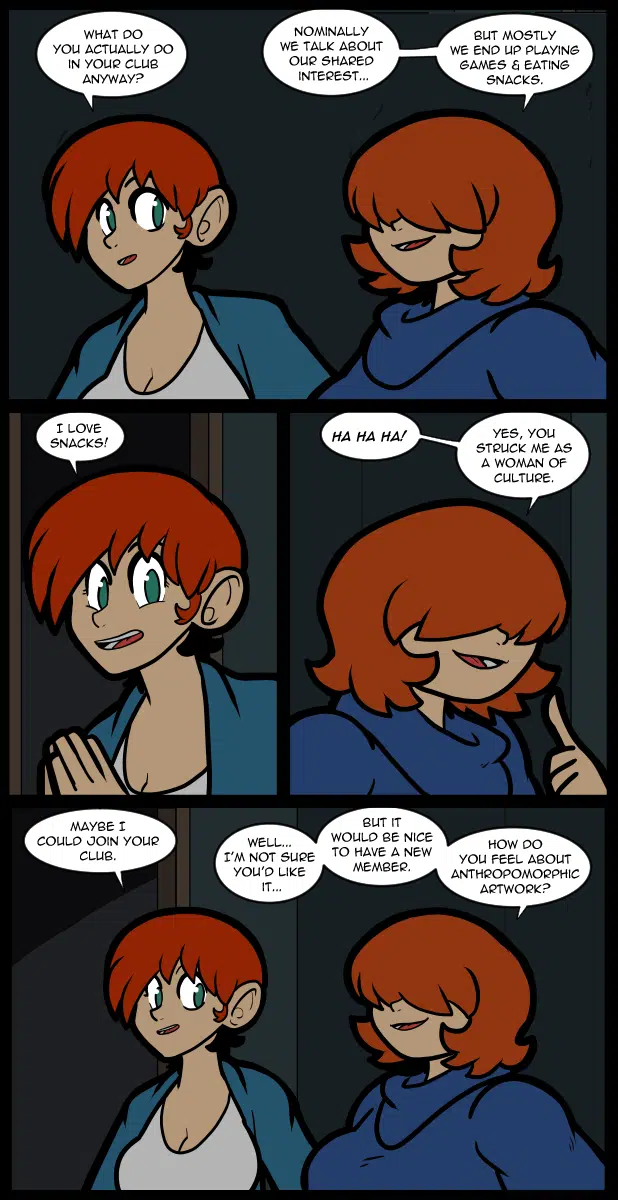 WHAT DO
YOU ACTUALLY DO
IN YOUR CLUB
ANYWAY?
NOMINALLY
WE TALK ABOUT
OUR SHARED
INTEREST...
BUT MOSTLY
WE END UP PLAYING
GAMES & EATING
SNACKS.
I LOVE
SNACKS!
HA HA HA!
YES, YOU
STRUCK ME AS
A WOMAN OF
CULTURE.
MAYBE I
COULD JOIN YOUR
CLUB.
WELL...
I'M NOT SURE
YOU'D LIKE
IT...
BUT IT
WOULD BE NICE
TO HAVE A NEW
MEMBER.
HOW DO
YOU FEEL ABOUT
ANTHROPOMORPHIC
ARTWORK?